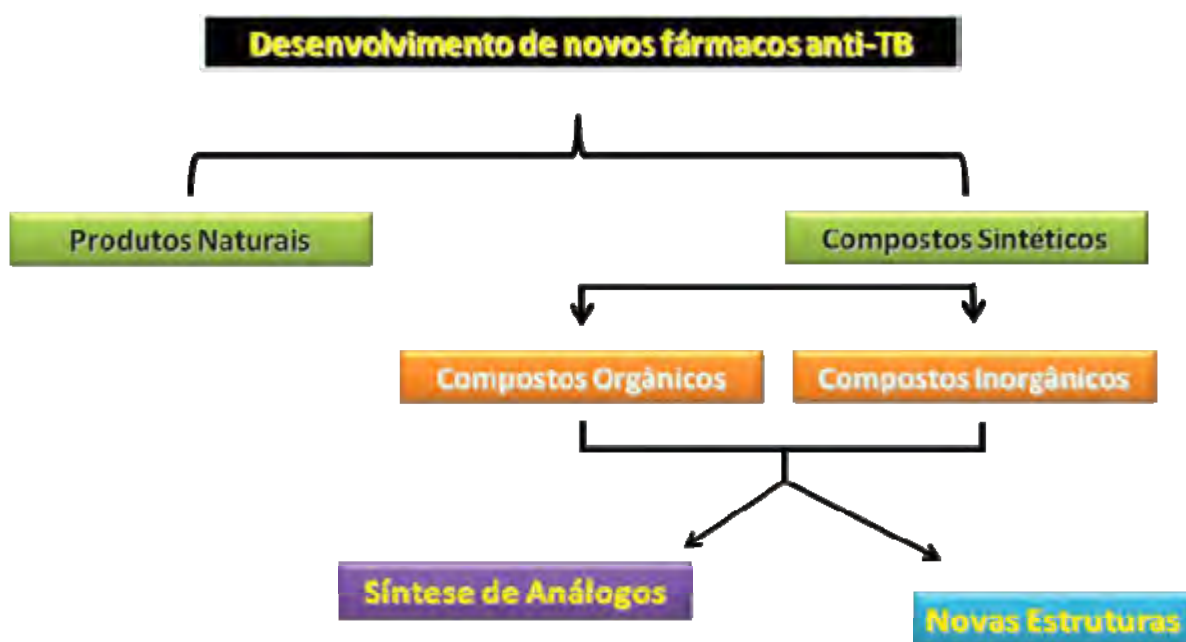 Desenvolvimento de novos fármacos anti-TB
Produtos Naturais
Compostos Sintéticos
Compostos Orgânicos
Compostos Inorgânicos
Síntese de Análogos
Novas Estruturas